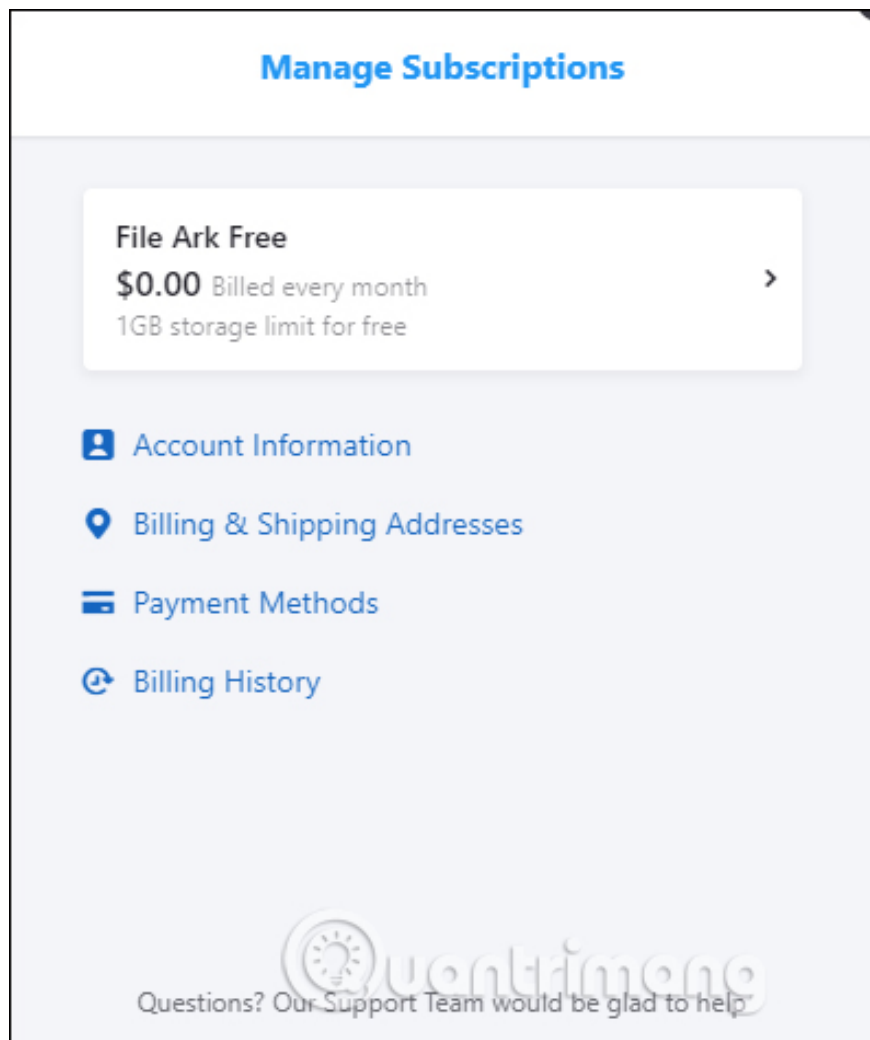 Manage Subscriptions
File Ark Free
$0.00 Billed every month
1GB storage limit for free
Account Information
Billing & Shipping Addresses
Payment Methods
Billing History
Quantrimang
Questions? Our Support Team would be glad to help